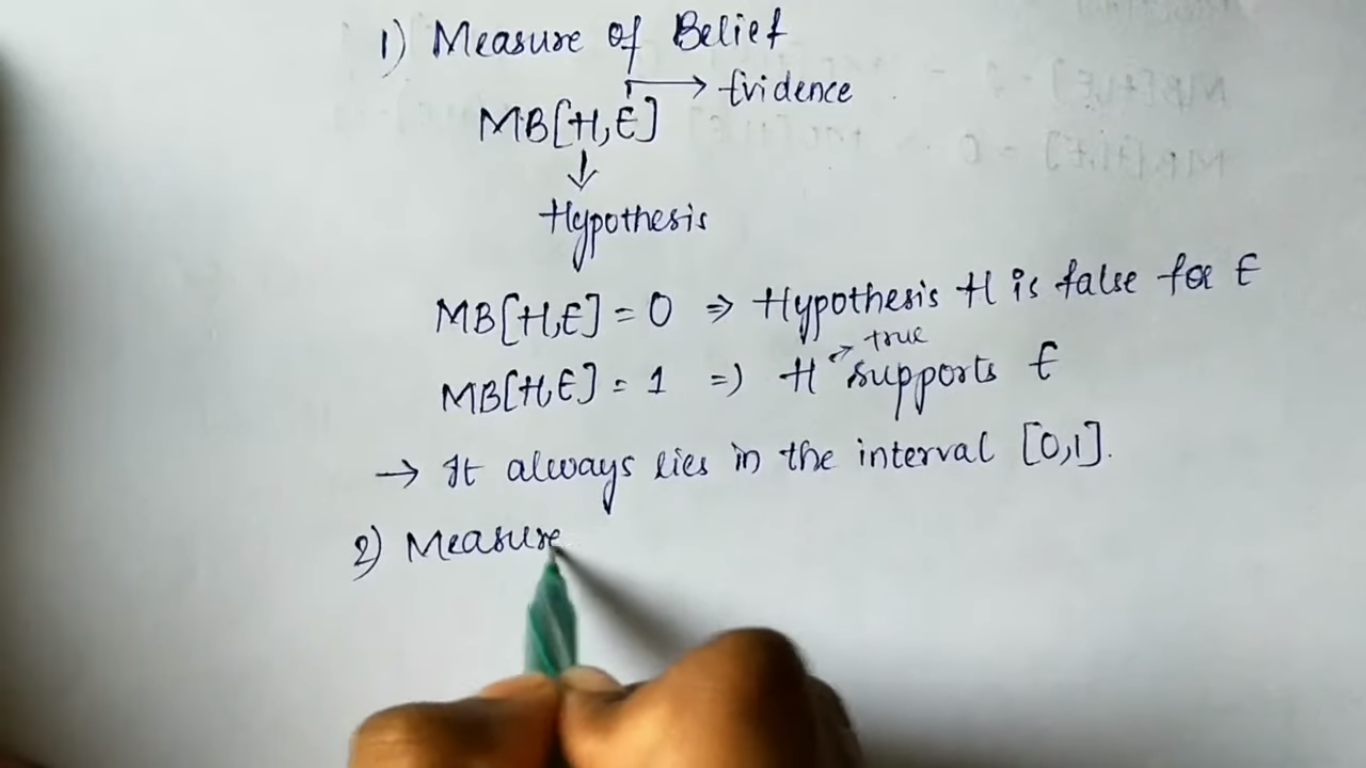 1) Measure of Belief
→ Evidence
MB[H,E]
↓
Hypothesis
MB[H,E] = 0 ⇒ Hypothesis H is false for E
→ true
MB[H,E] = 1 =) H supports E
→ It always lies in the interval [0,1].
2) Measure